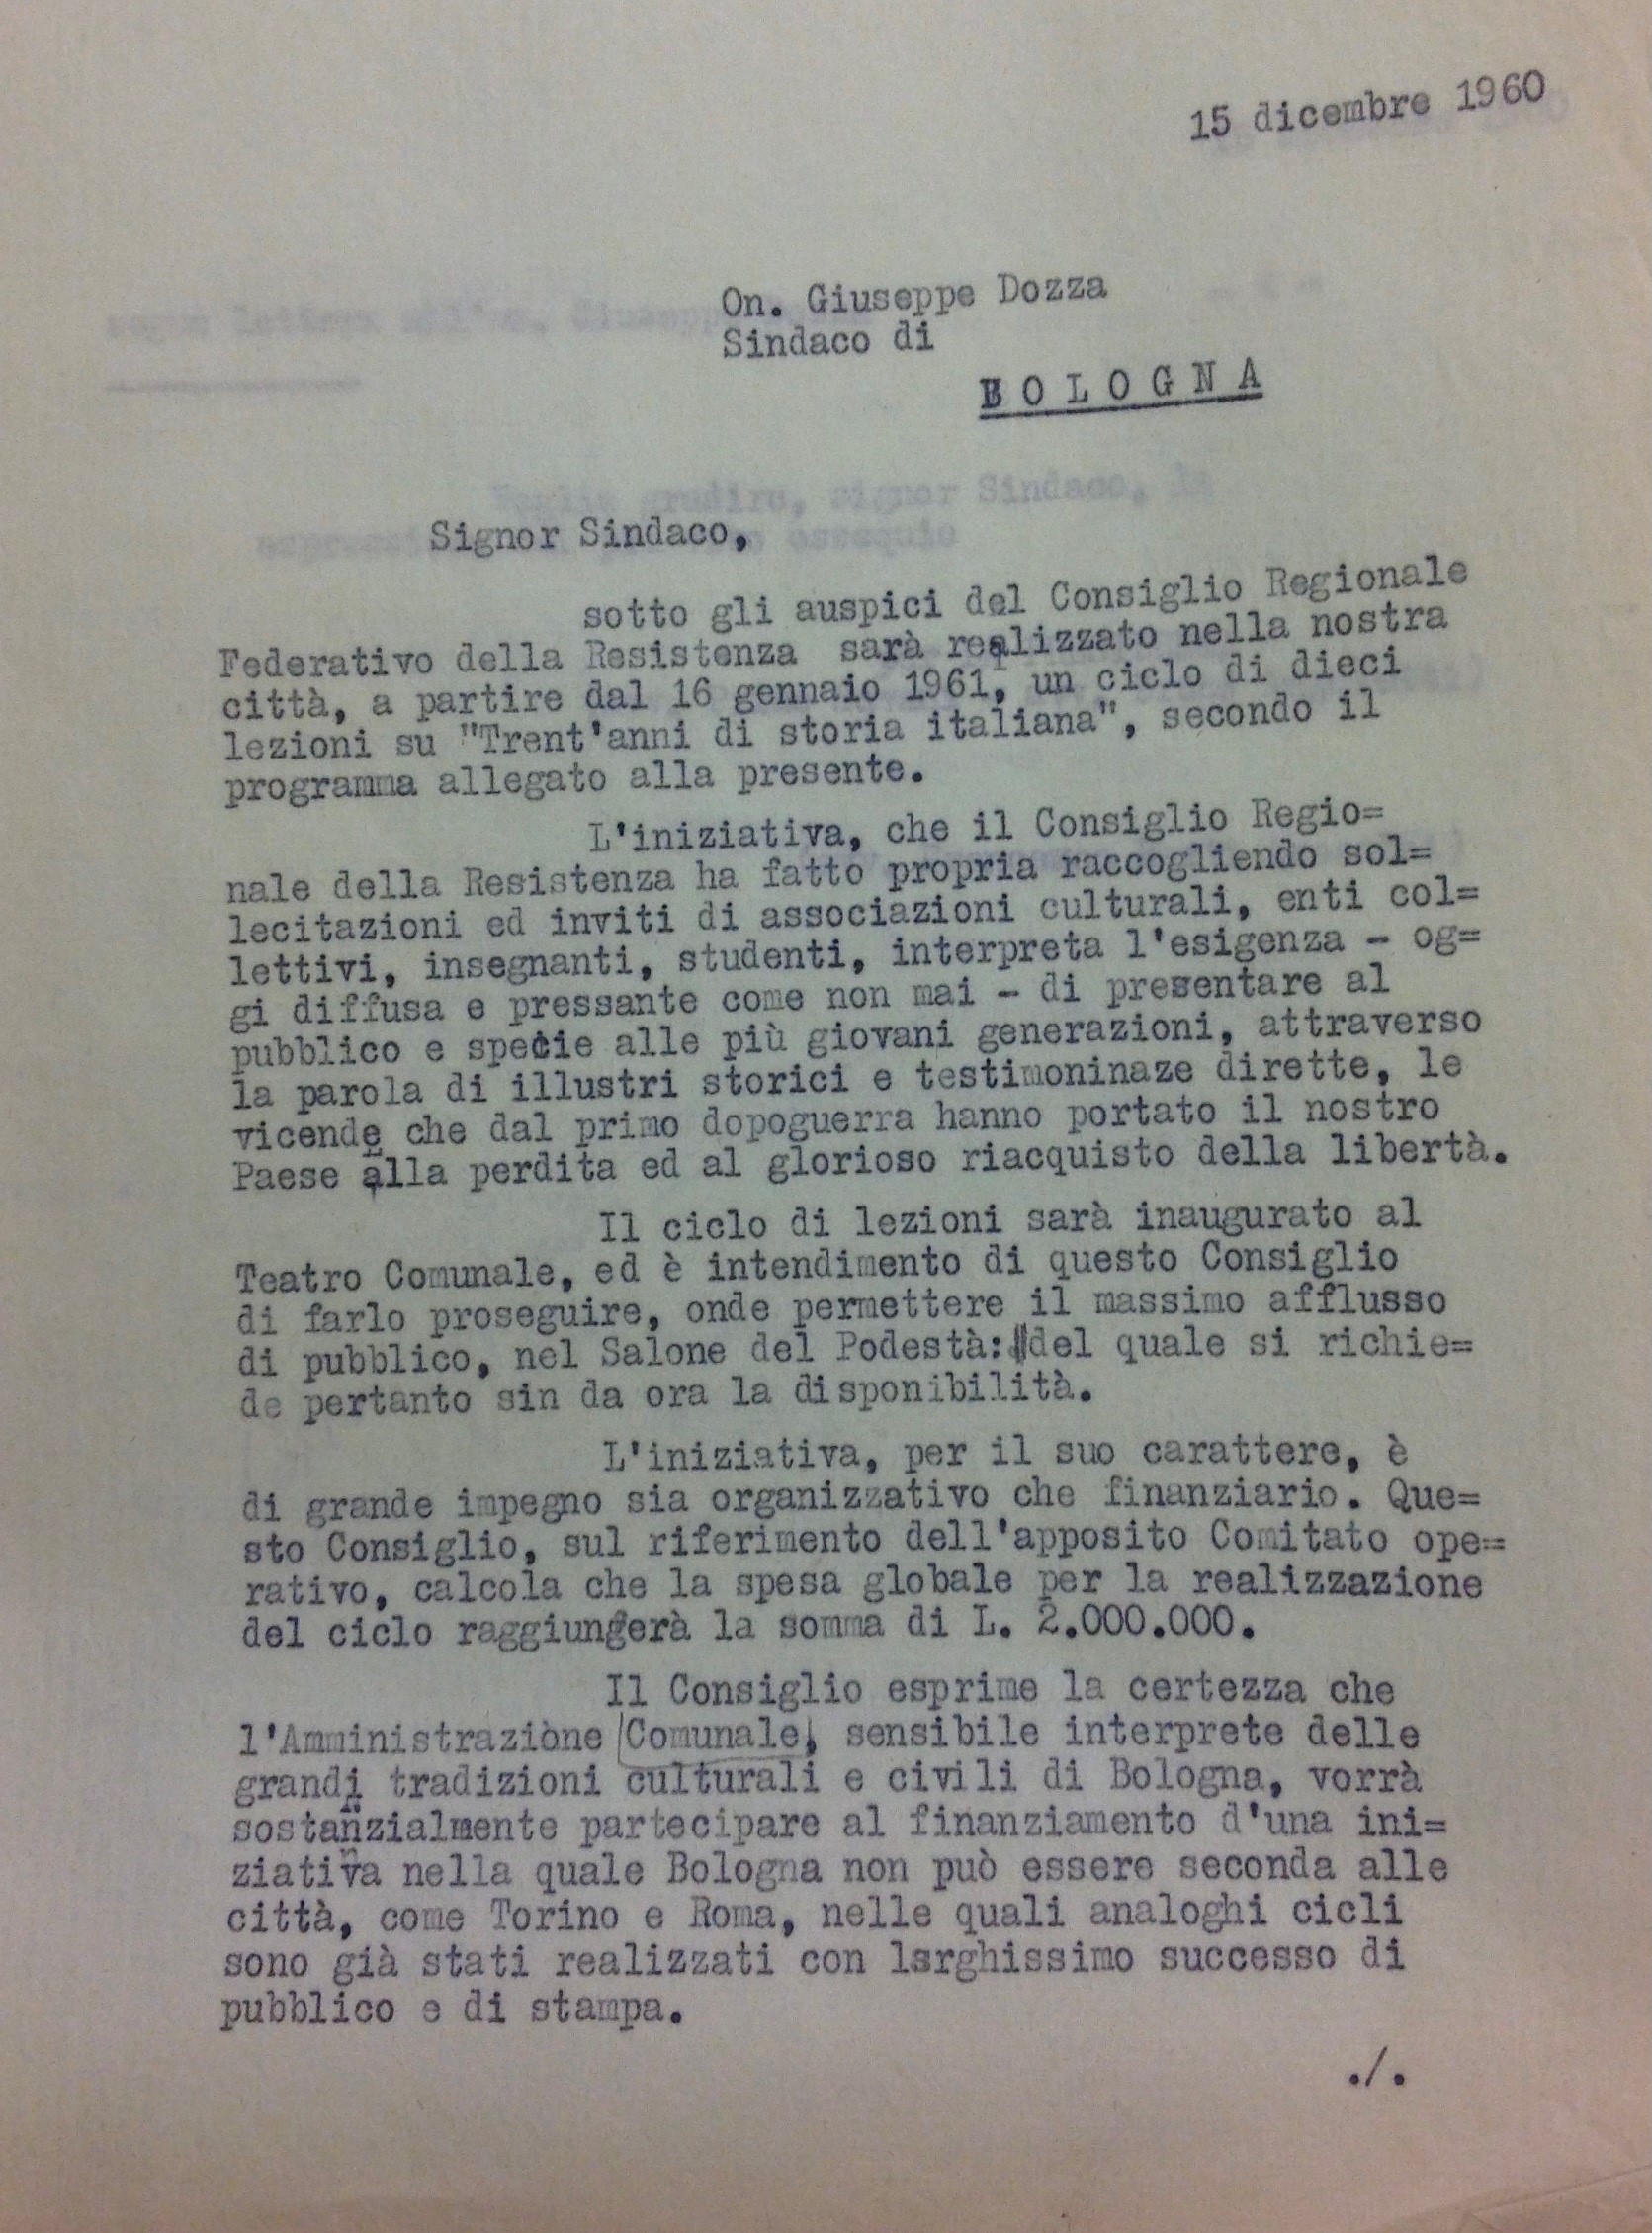 15 dicembre 1960
On. Giuseppe Dozza
Sindaco di
BOLOGNA
Signor Sindaco,
sotto gli auspici del Consiglio Regionale
Federativo della Resistenza sarà realizzato nella nostra
città, a partire dal 16 gennaio 1961, un ciclo di dieci
lezioni su "Trent'anni di storia italiana", secondo il
programma allegato alla presente.
L'iniziativa, che il Consiglio Regio=
nale della Resistenza ha fatto propria raccogliendo sol=
lecitazioni ed inviti di associazioni culturali, enti col=
lettivi, insegnanti, studenti, interpreta l'esigenza - og=
gi diffusa e pressante come non mai - di presentare al
pubblico e specie alle più giovani generazioni, attraverso
la parola di illustri storici e testimoninaze dirette, le
vicende che dal primo dopoguerra hanno portato il nostro
Paese alla perdita ed al glorioso riacquisto della libertà.
Il ciclo di lezioni sarà inaugurato al
Teatro Comunale, ed è intendimento di questo Consiglio
di farlo proseguire, onde permettere il massimo afflusso
di pubblico, nel Salone del Podestà: del quale si richie=
de pertanto sin da ora la disponibilità.
L'iniziativa, per il suo carattere, è
di grande impegno sia organizzativo che finanziario. Que=
sto Consiglio, sul riferimento dell'apposito Comitato ope=
rativo, calcola che la spesa globale per la realizzazione
del ciclo raggiungerà la somma di L. 2.000.000.
Il Consiglio esprime la certezza che
l'Amministrazione Comunale, sensibile interprete delle
grandi tradizioni culturali e civili di Bologna, vorrà
sostanzialmente partecipare al finanziamento d'una ini=
ziativa nella quale Bologna non può essere seconda alle
città, come Torino e Roma, nelle quali analoghi cicli
sono già stati realizzati con larghissimo successo di
pubblico e di stampa.
./.